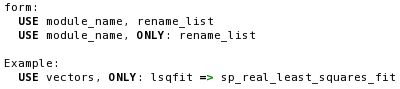 form:
  USE module_name, rename_list
  USE module_name, ONLY: rename_list

Example:
  USE vectors, ONLY: lsqfit => sp_real_least_squares_fit